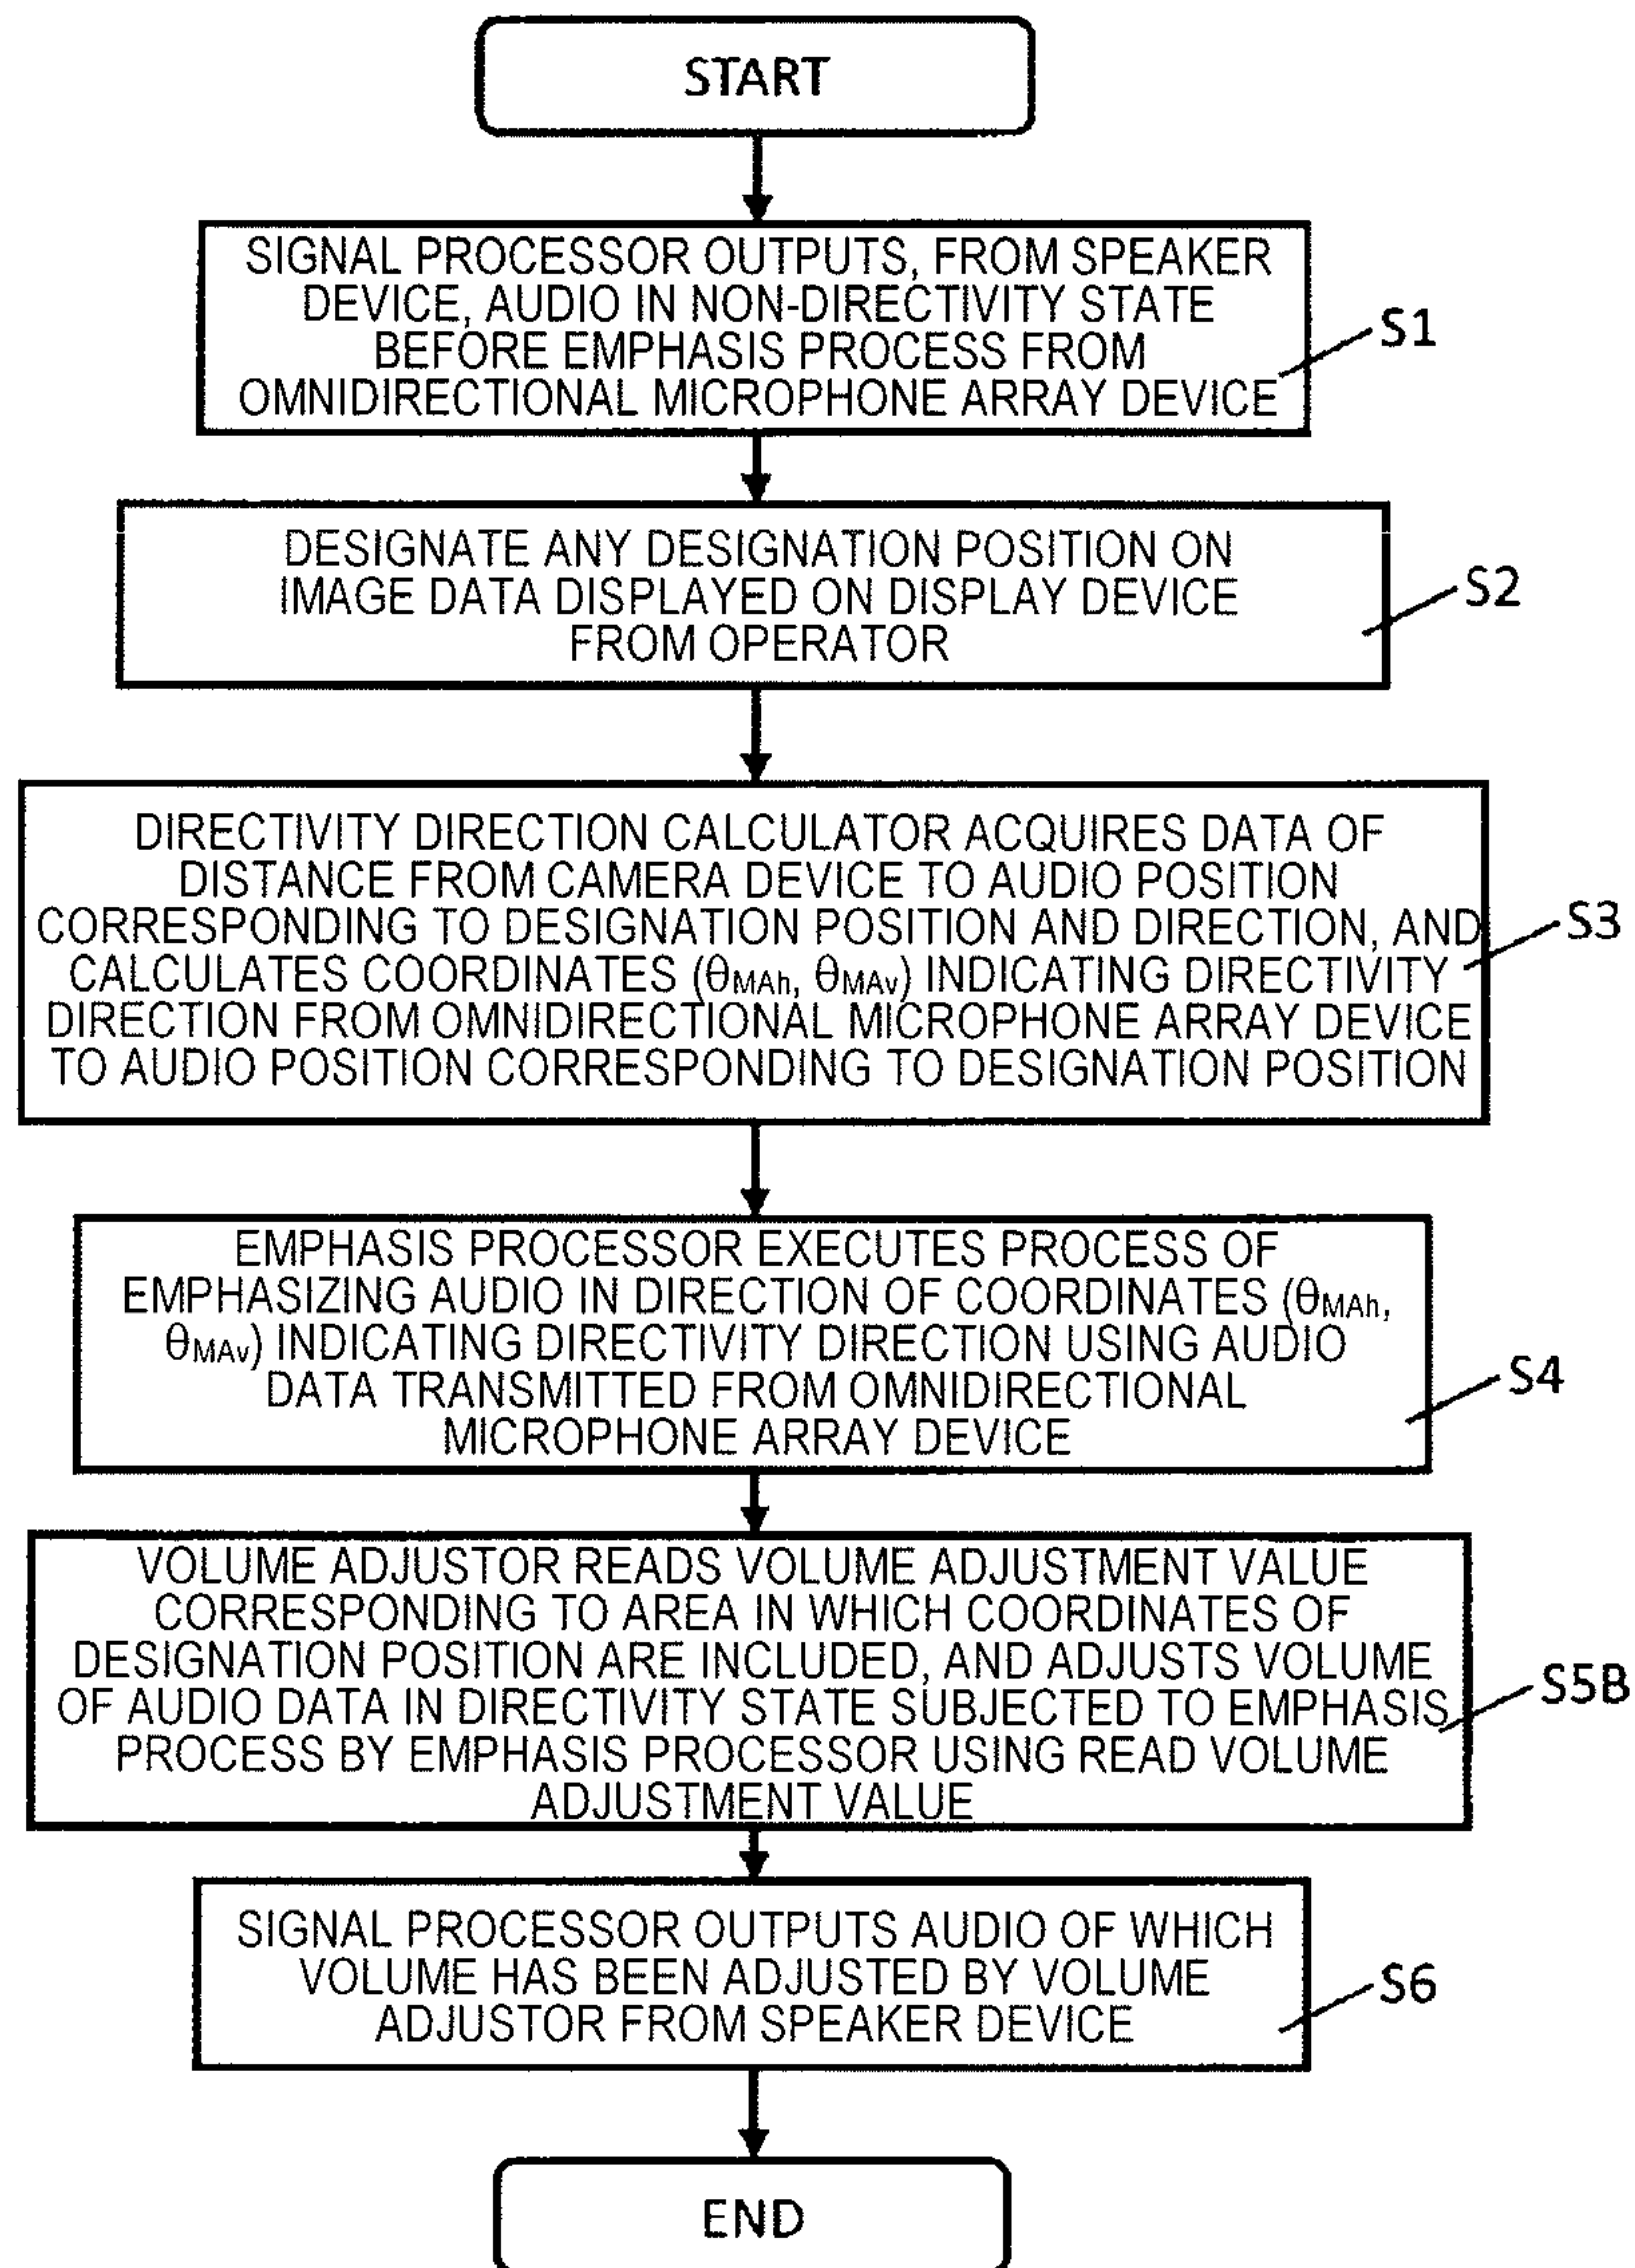 START
SIGNAL PROCESSOR OUTPUTS, FROM SPEAKER
DEVICE, AUDIO IN NON-DIRECTIVITY STATE
BEFORE EMPHASIS PROCESS FROM
OMNIDIRECTIONAL MICROPHONE ARRAY DEVICE
S1
DESIGNATE ANY DESIGNATION POSITION ON
IMAGE DATA DISPLAYED ON DISPLAY DEVICE
FROM OPERATOR
S2
DIRECTIVITY DIRECTION CALCULATOR ACQUIRES DATA OF
DISTANCE FROM CAMERA DEVICE TO AUDIO POSITION
CORRESPONDING TO DESIGNATION POSITION AND DIRECTION, AND
CALCULATES COORDINATES (θMAh, θMAv) INDICATING DIRECTIVITY
DIRECTION FROM OMNIDIRECTIONAL MICROPHONE ARRAY DEVICE
TO AUDIO POSITION CORRESPONDING TO DESIGNATION POSITION
S3
EMPHASIS PROCESSOR EXECUTES PROCESS OF
EMPHASIZING AUDIO IN DIRECTION OF COORDINATES (θMAh,
θMAv) INDICATING DIRECTIVITY DIRECTION USING AUDIO
DATA TRANSMITTED FROM OMNIDIRECTIONAL
MICROPHONE ARRAY DEVICE
S4
VOLUME ADJUSTOR READS VOLUME ADJUSTMENT VALUE
CORRESPONDING TO AREA IN WHICH COORDINATES OF
DESIGNATION POSITION ARE INCLUDED, AND ADJUSTS VOLUME
OF AUDIO DATA IN DIRECTIVITY STATE SUBJECTED TO EMPHASIS
PROCESS BY EMPHASIS PROCESSOR USING READ VOLUME
ADJUSTMENT VALUE
S5B
SIGNAL PROCESSOR OUTPUTS AUDIO OF WHICH
VOLUME HAS BEEN ADJUSTED BY VOLUME
ADJUSTOR FROM SPEAKER DEVICE
S6
END